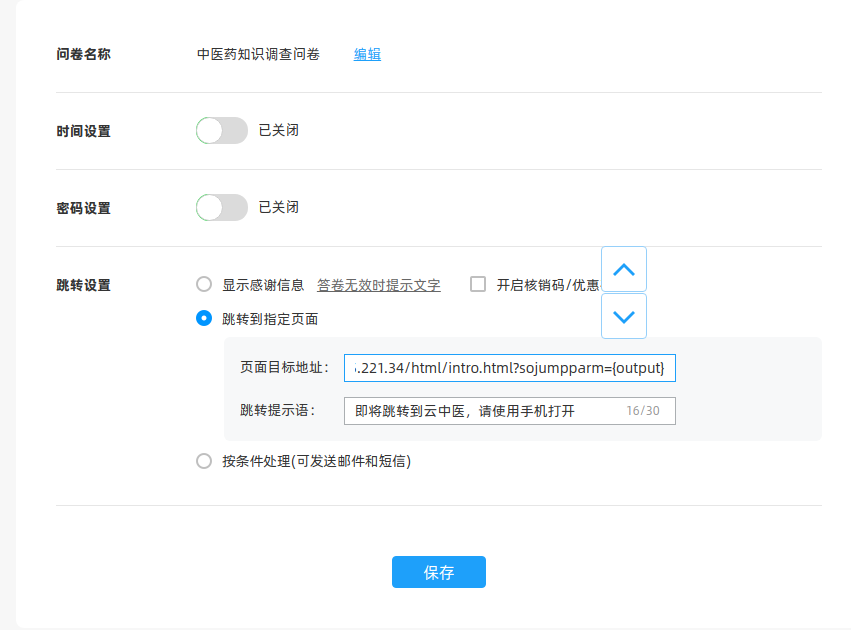 问卷名称 中医药知识调查问卷 编辑
时间设置 已关闭
密码设置 已关闭
跳转设置 显示感谢信息 答卷无效时提示文字 开启核销码/优惠
跳转到指定页面
页面目标地址: .221.34/html/intro.html?sojumpparm={output}
跳转提示语: 即将跳转到云中医，请使用手机打开 16/30
按条件处理(可发送邮件和短信)
保存